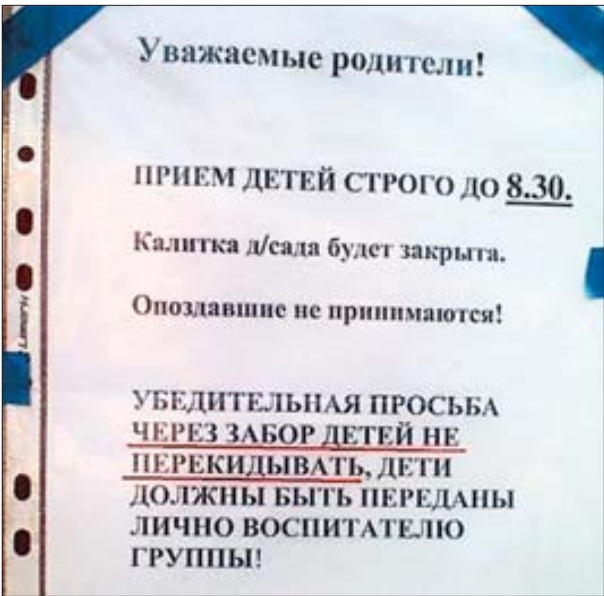 Уважаемые родители!
ПРИЕМ ДЕТЕЙ СТРОГО ДО 8.30.
Калитка д/сада будет закрыта.
Опоздавшие не принимаются!
УБЕДИТЕЛЬНАЯ ПРОСЬБА
ЧЕРЕЗ ЗАБОР ДЕТЕЙ НЕ
ПЕРЕКИДЫВАТЬ, ДЕТИ
ДОЛЖНЫ БЫТЬ ПЕРЕДАНЫ
ЛИЧНО ВОСПИТАТЕЛЮ
ГРУППЫ!